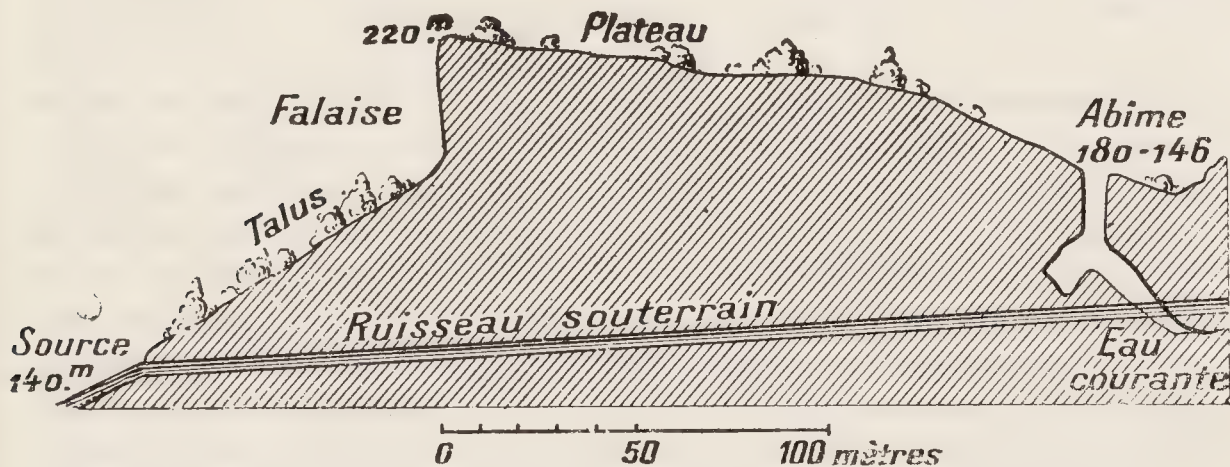 220.m
Plateau
Falaise
Abime
180-146
Talus
Ruisseau souterrain
Source
140.m
Eau
courante
0 50 100 mètres